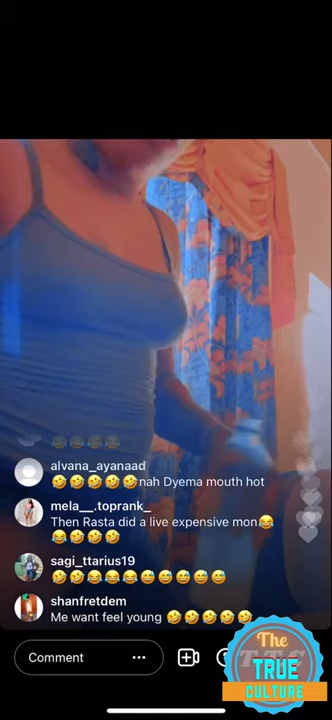 alvana_ayanaad
🤣🤣🤣🤣🤣nah Dyema mouth hot
mela__.toprank_
Then Rasta did a live expensive mon😂
😂🤣🤣🤣🤣
sagi_ttarius19
🤣🤣😂😂😂😅😅😅😅😅
shanfretdem
Me want feel young 🤣🤣🤣🤣🤣
Comment
The
TRUE
CULTURE